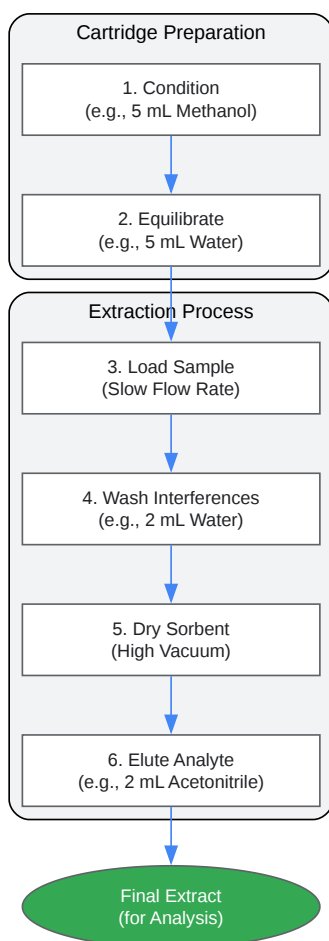 Cartridge Preparation
1. Condition
(e.g., 5 mL Methanol)
2. Equilibrate
(e.g., 5 mL Water)
Extraction Process
3. Load Sample
(Slow Flow Rate)
4. Wash Interferences
(e.g., 2 mL Water)
5. Dry Sorbent
(High Vacuum)
6. Elute Analyte
(e.g., 2 mL Acetonitrile)
Final Extract
(for Analysis)